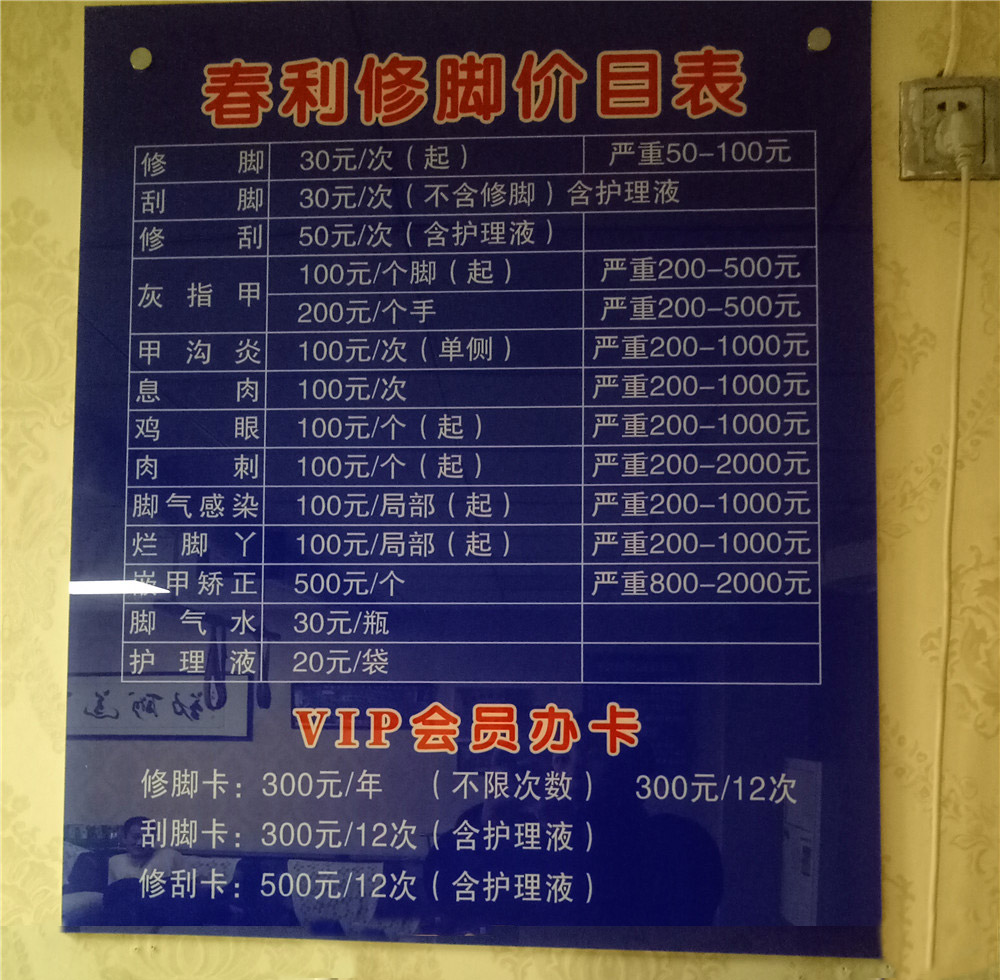 春利修脚价目表
修脚 30元/次（起） 严重50-100元
刮脚 30元/次（不含修脚）含护理液
修刮 50元/次（含护理液）
灰指甲 100元/个脚（起） 严重200-500元
200元/个手 严重200-500元
甲沟炎 100元/次（单侧） 严重200-1000元
息肉 100元/次 严重200-1000元
鸡眼 100元/个（起） 严重200-1000元
肉刺 100元/个（起） 严重200-2000元
脚气感染 100元/局部（起） 严重200-1000元
烂脚丫 100元/局部（起） 严重200-1000元
嵌甲矫正 500元/个 严重800-2000元
脚气水 30元/瓶
护理液 20元/袋
VIP会员办卡
修脚卡：300元/年 （不限次数） 300元/12次
刮脚卡：300元/12次（含护理液）
修刮卡：500元/12次（含护理液）